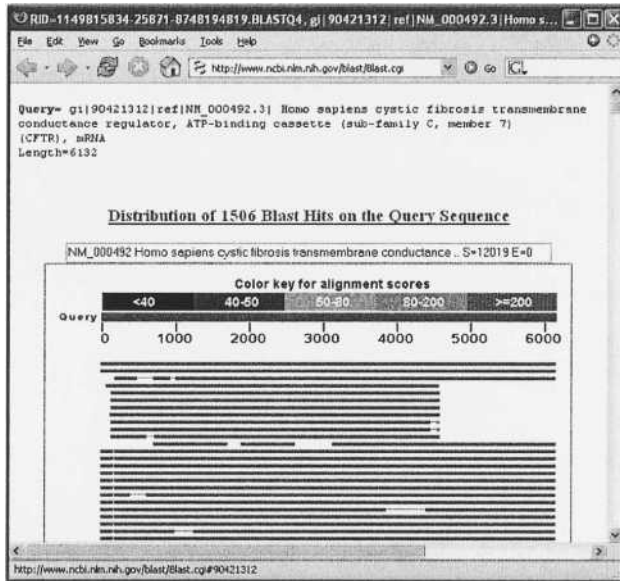 RID=1149815834-25871-8748194819.BLASTQ4, gi|90421312|ref|NM_000492.3|Homo s...
File Edit View Go Bookmarks Tools Help
http://www.ncbi.nlm.nih.gov/blast/Blast.cgi Go
Query= gi|90421312|ref|NM_000492.3| Homo sapiens cystic fibrosis transmembrane
conductance regulator, ATP-binding cassette (sub-family C, member 7)
(CFTR), mRNA
Length=6132
Distribution of 1506 Blast Hits on the Query Sequence
NM_000492 Homo sapiens cystic fibrosis transmembrane conductance .. S=12019 E=0
Color key for alignment scores
<40 40-50 50-80 80-200 >=200
Query
0 1000 2000 3000 4000 5000 6000
http://www.ncbi.nlm.nih.gov/blast/Blast.cgi#90421312